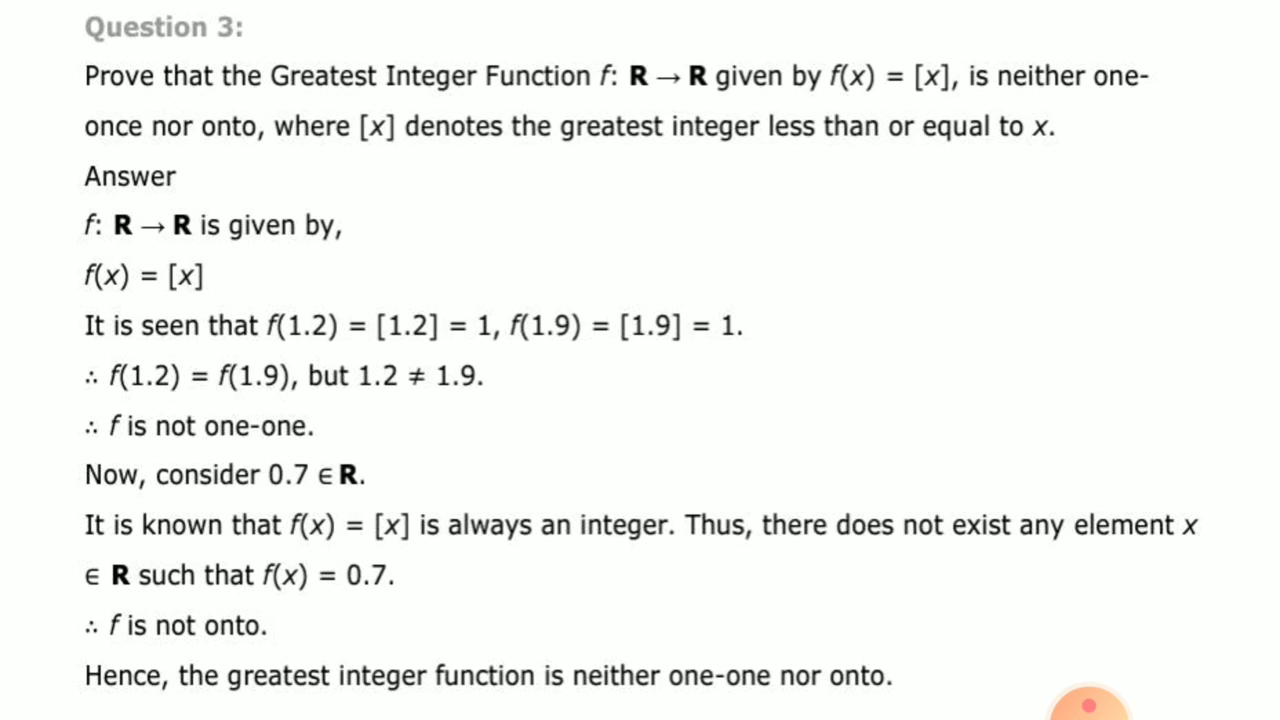 Question 3:
Prove that the Greatest Integer Function f: R → R given by f(x) = [x], is neither one-
once nor onto, where [x] denotes the greatest integer less than or equal to x.
Answer
f: R → R is given by,
f(x) = [x]
It is seen that f(1.2) = [1.2] = 1, f(1.9) = [1.9] = 1.
∴ f(1.2) = f(1.9), but 1.2 ≠ 1.9.
∴ f is not one-one.
Now, consider 0.7 ∈ R.
It is known that f(x) = [x] is always an integer. Thus, there does not exist any element x
∈ R such that f(x) = 0.7.
∴ f is not onto.
Hence, the greatest integer function is neither one-one nor onto.